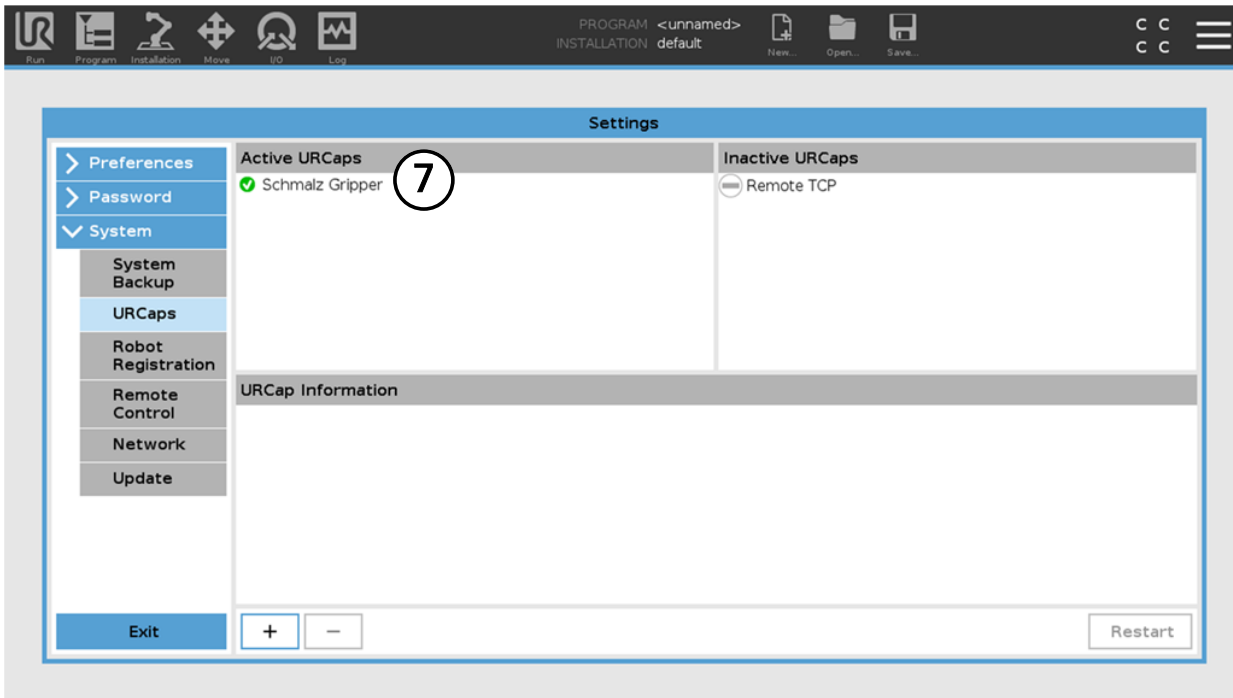 UR
PROGRAM <unnamed>
INSTALLATION default
C C
C C
Run
Program
Installation
Move
I/O
Log
New...
Open...
Save...
Settings
Preferences
Password
System
System
Backup
URCaps
Robot
Registration
Remote
Control
Network
Update
Exit
Active URCaps
Schmalz Gripper
7
Inactive URCaps
Remote TCP
URCap Information
+
−
Restart